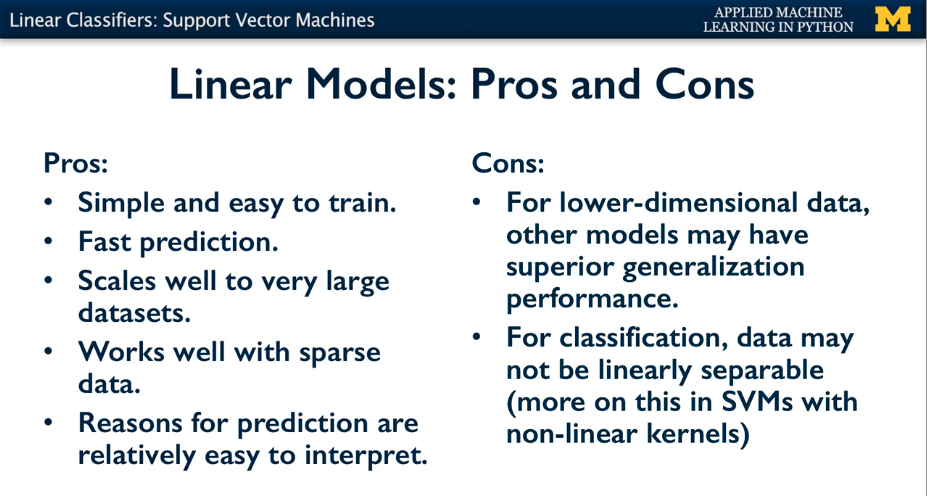 Linear Classifiers: Support Vector Machines
APPLIED MACHINE
LEARNING IN PYTHON
M
Linear Models: Pros and Cons
Pros:
• Simple and easy to train.
• Fast prediction.
• Scales well to very large
datasets.
• Works well with sparse
data.
• Reasons for prediction are
relatively easy to interpret.
Cons:
• For lower-dimensional data,
other models may have
superior generalization
performance.
• For classification, data may
not be linearly separable
(more on this in SVMs with
non-linear kernels)